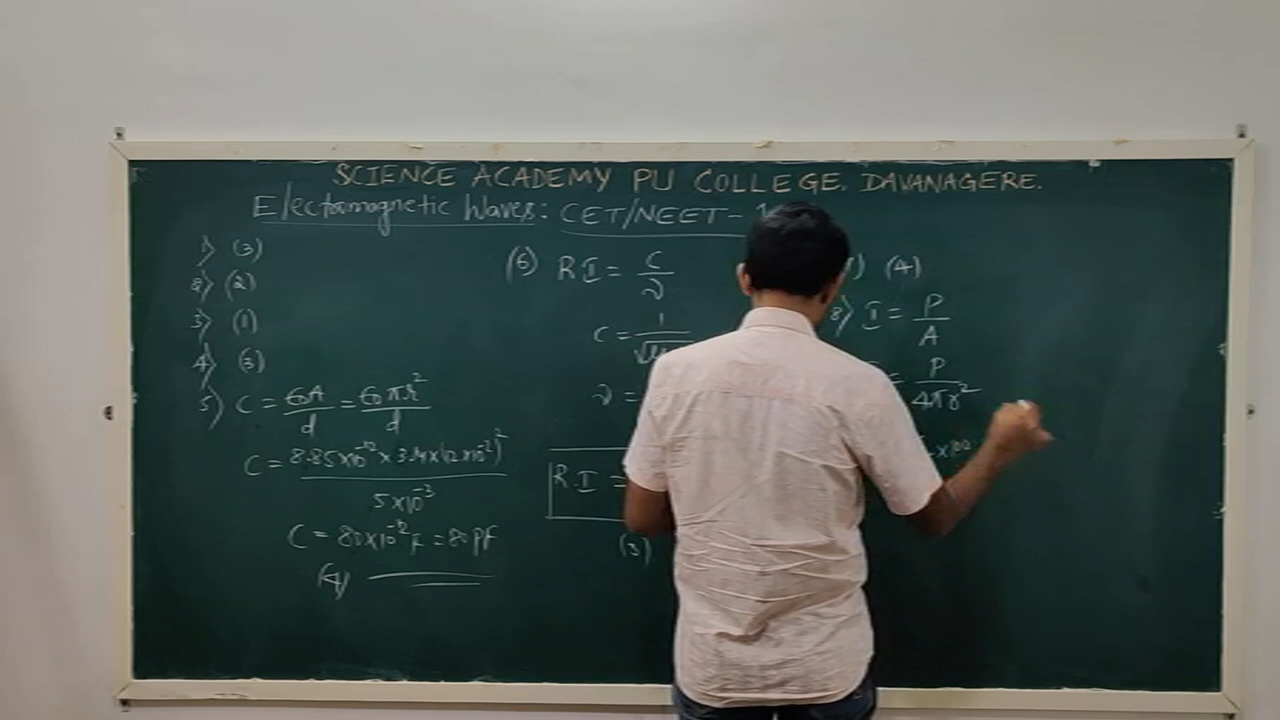 SCIENCE ACADEMY PU COLLEGE. DAVANAGERE.
Electromagnetic Waves: CET/NEET-
1) (3)
2) (2)
3) (1)
4) (3)
5) C = ε₀A/d = ε₀πr²/d
C = 8.85×10⁻¹²×3.14×(12×10⁻²)²/5×10⁻³
C = 80×10⁻¹² F = 80 PF
(4)
(6) RI = C/ν
C = 1/√μ
ν =
R.I =
(3)
) (4)
8) I = P/A
= P/4πr²
×100